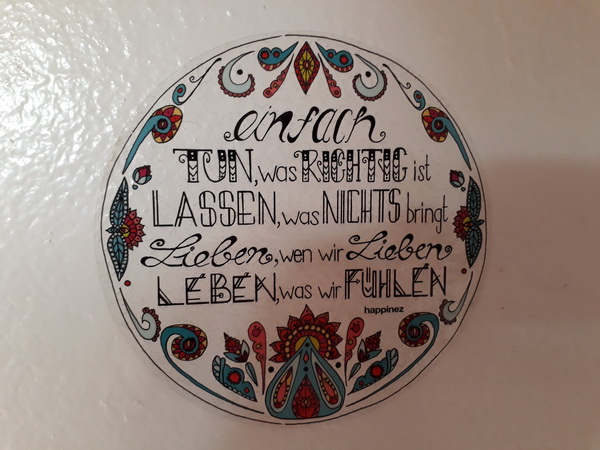 einfach
TUN, was RICHTIG ist
LASSEN, was NICHTS bringt
Lieben, wen wir Lieben
LEBEN, was wir FÜHLEN
happinez